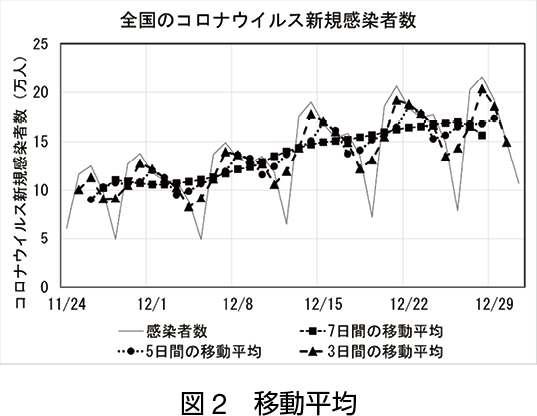 全国のコロナウイルス新規感染者数
コロナウイルス新規感染者数（万人）
25
20
15
10
5
0
11/24 12/1 12/8 12/15 12/22 12/29
感染者数 7日間の移動平均
5日間の移動平均 3日間の移動平均
図２　移動平均